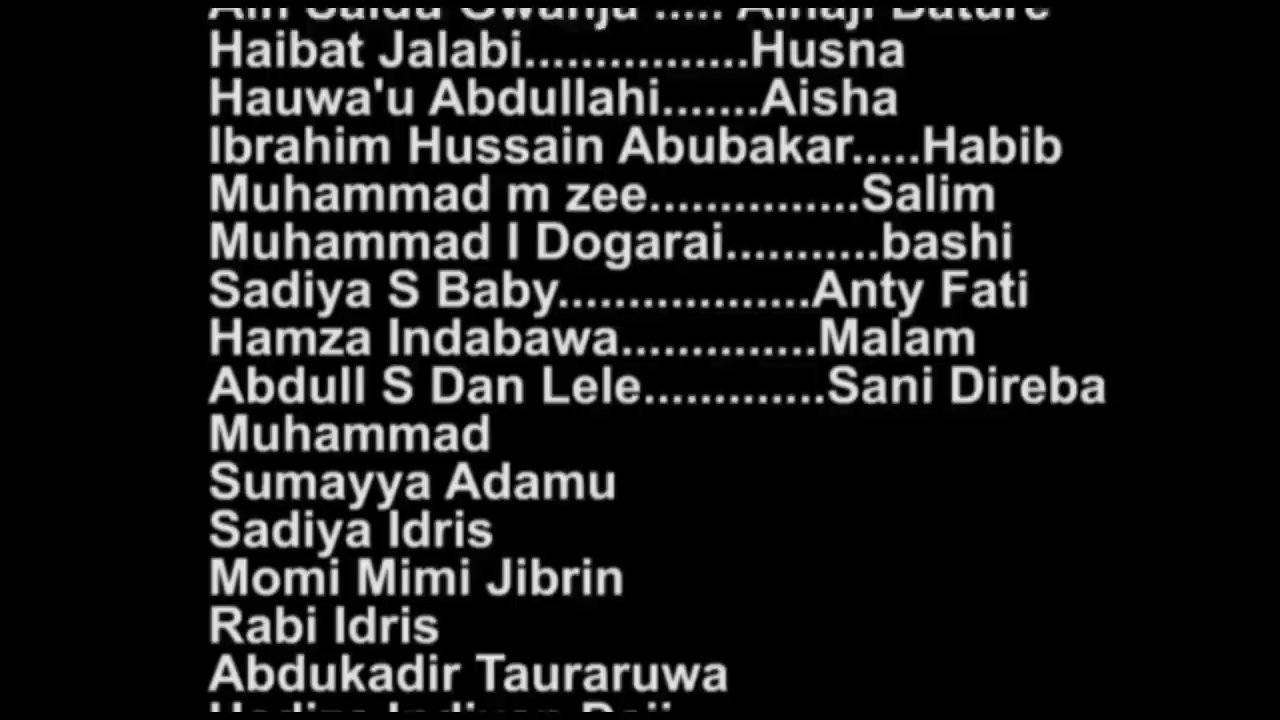 Haibat Jalabi................Husna
Hauwa'u Abdullahi.......Aisha
Ibrahim Hussain Abubakar.....Habib
Muhammad m zee...............Salim
Muhammad I Dogarai...........bashi
Sadiya S Baby..................Anty Fati
Hamza Indabawa..............Malam
Abdull S Dan Lele.............Sani Direba
Muhammad
Sumayya Adamu
Sadiya Idris
Momi Mimi Jibrin
Rabi Idris
Abdukadir Tauraruwa